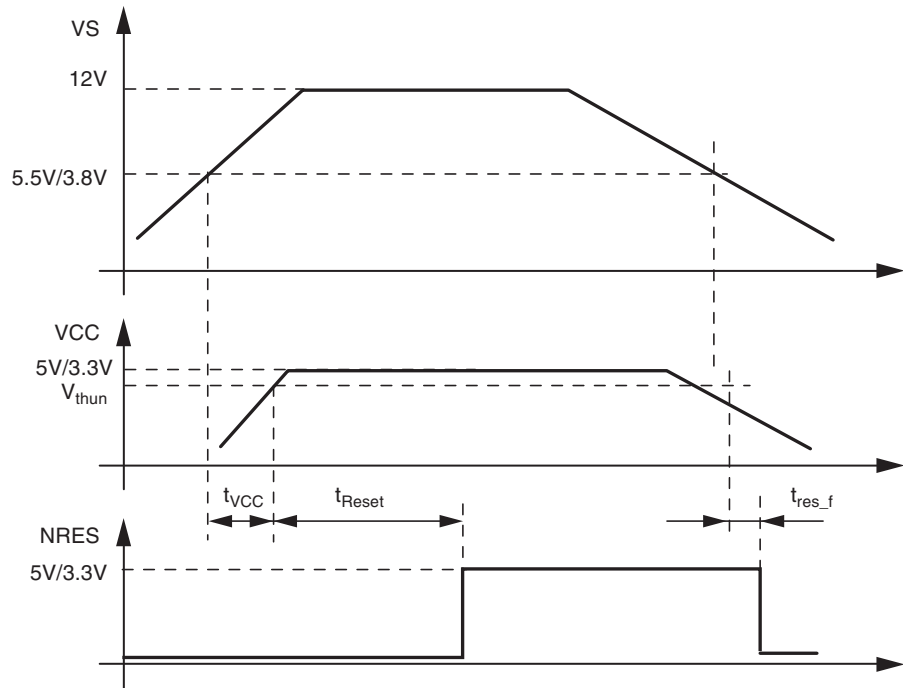 VS
12V
5.5V/3.8V
VCC
5V/3.3V
Vthun
tVCC
tReset
tres_f
NRES
5V/3.3V